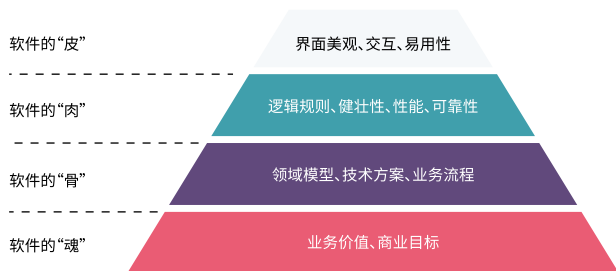 软件的“皮”
界面美观、交互、易用性
软件的“肉”
逻辑规则、健壮性、性能、可靠性
软件的“骨”
领域模型、技术方案、业务流程
软件的“魂”
业务价值、商业目标